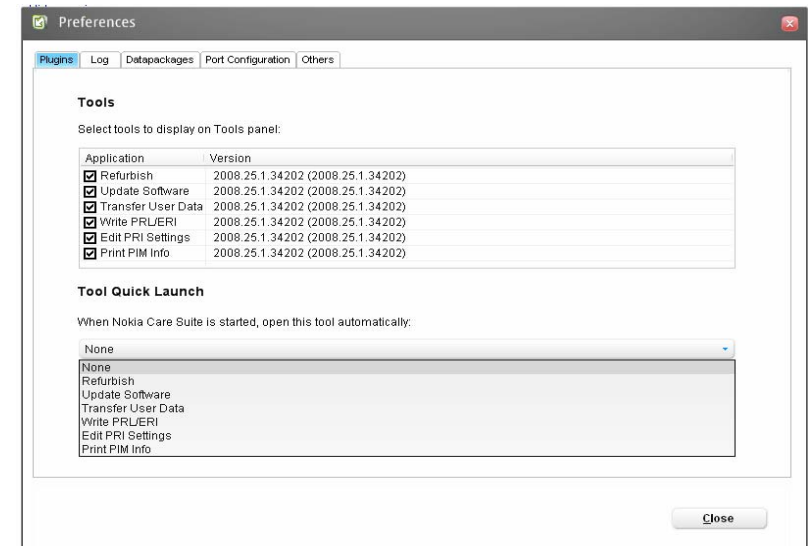 Preferences
Plugins Log Datapackages Port Configuration Others
Tools
Select tools to display on Tools panel:
Application Version
Refurbish 2008.25.1.34202 (2008.25.1.34202)
Update Software 2008.25.1.34202 (2008.25.1.34202)
Transfer User Data 2008.25.1.34202 (2008.25.1.34202)
Write PRL/ERI 2008.25.1.34202 (2008.25.1.34202)
Edit PRI Settings 2008.25.1.34202 (2008.25.1.34202)
Print PIM Info 2008.25.1.34202 (2008.25.1.34202)
Tool Quick Launch
When Nokia Care Suite is started, open this tool automatically:
None
None
Refurbish
Update Software
Transfer User Data
Write PRL/ERI
Edit PRI Settings
Print PIM Info
Close